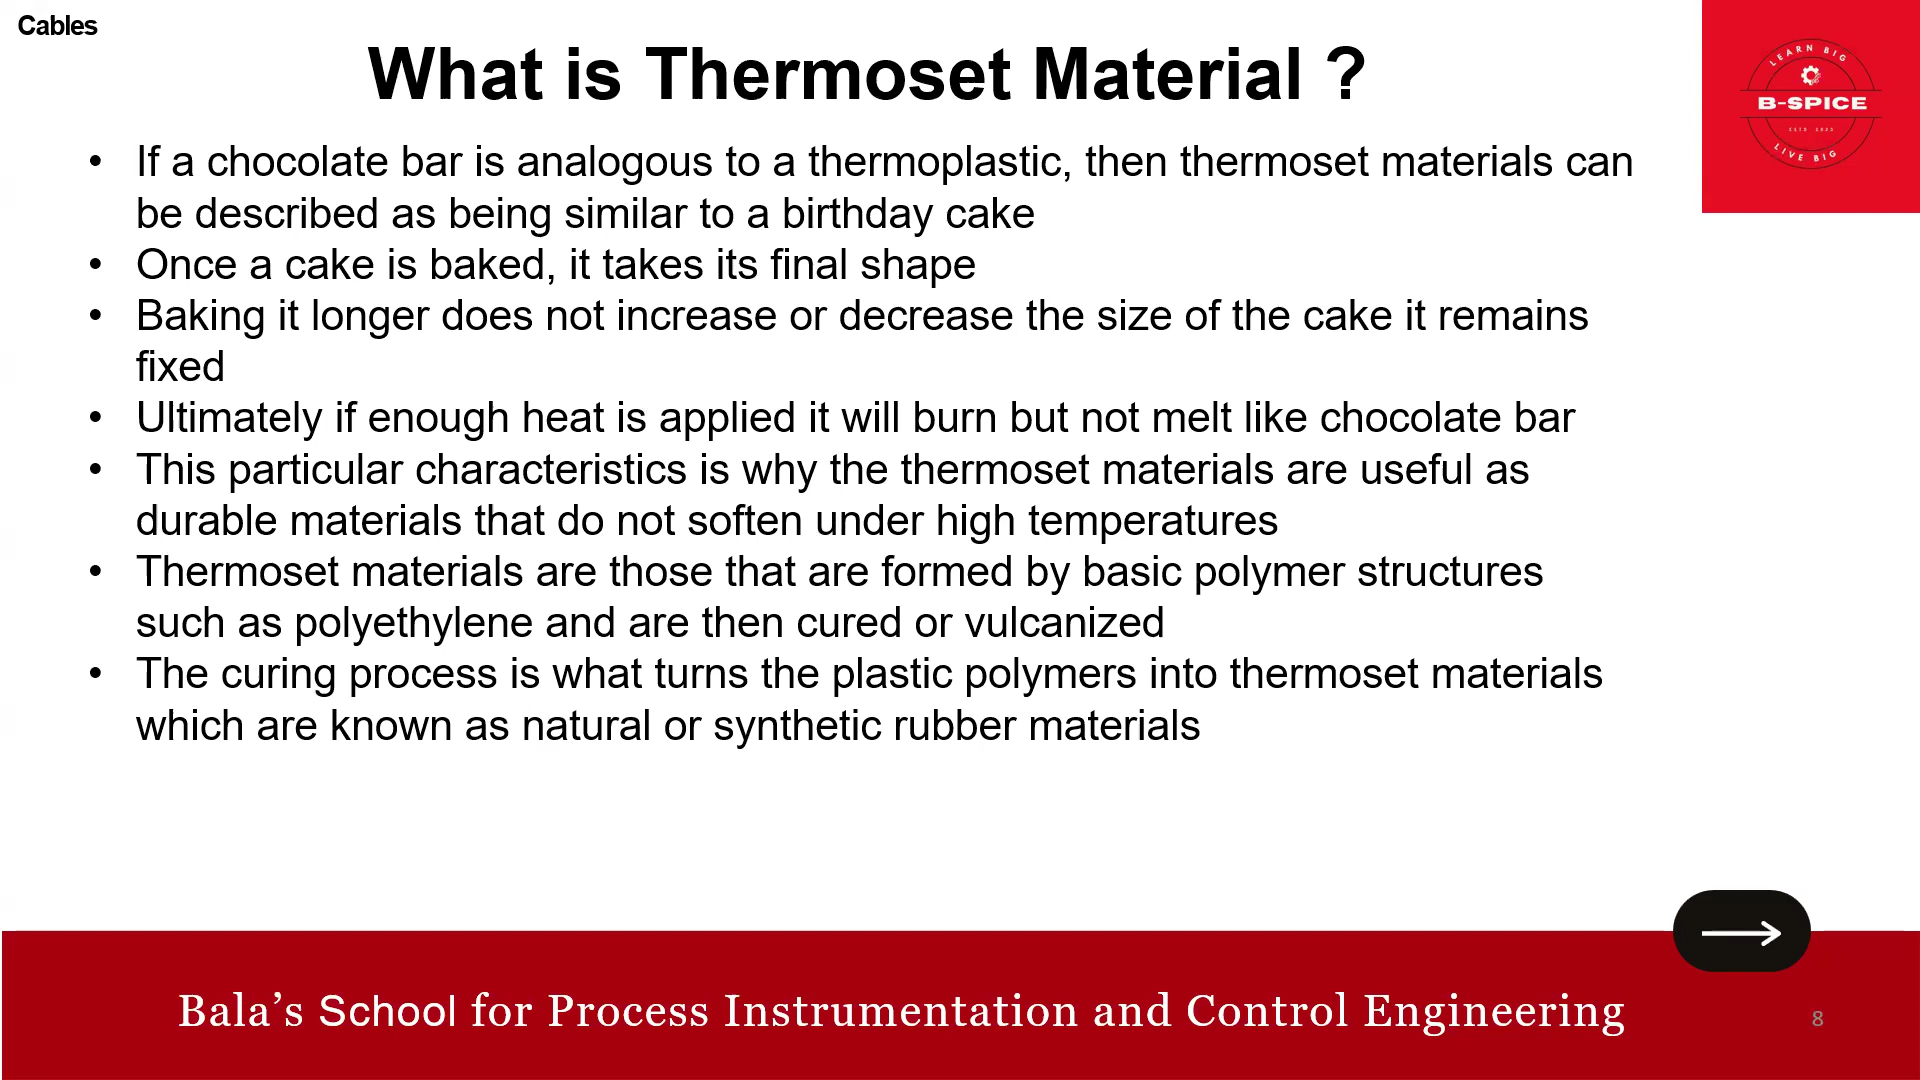 Cables
What is Thermoset Material ?
LEARN BIG
B-SPICE
ESTD 2023
LIVE BIG
• If a chocolate bar is analogous to a thermoplastic, then thermoset materials can
be described as being similar to a birthday cake
• Once a cake is baked, it takes its final shape
• Baking it longer does not increase or decrease the size of the cake it remains
fixed
• Ultimately if enough heat is applied it will burn but not melt like chocolate bar
• This particular characteristics is why the thermoset materials are useful as
durable materials that do not soften under high temperatures
• Thermoset materials are those that are formed by basic polymer structures
such as polyethylene and are then cured or vulcanized
• The curing process is what turns the plastic polymers into thermoset materials
which are known as natural or synthetic rubber materials
Bala’s School for Process Instrumentation and Control Engineering
8